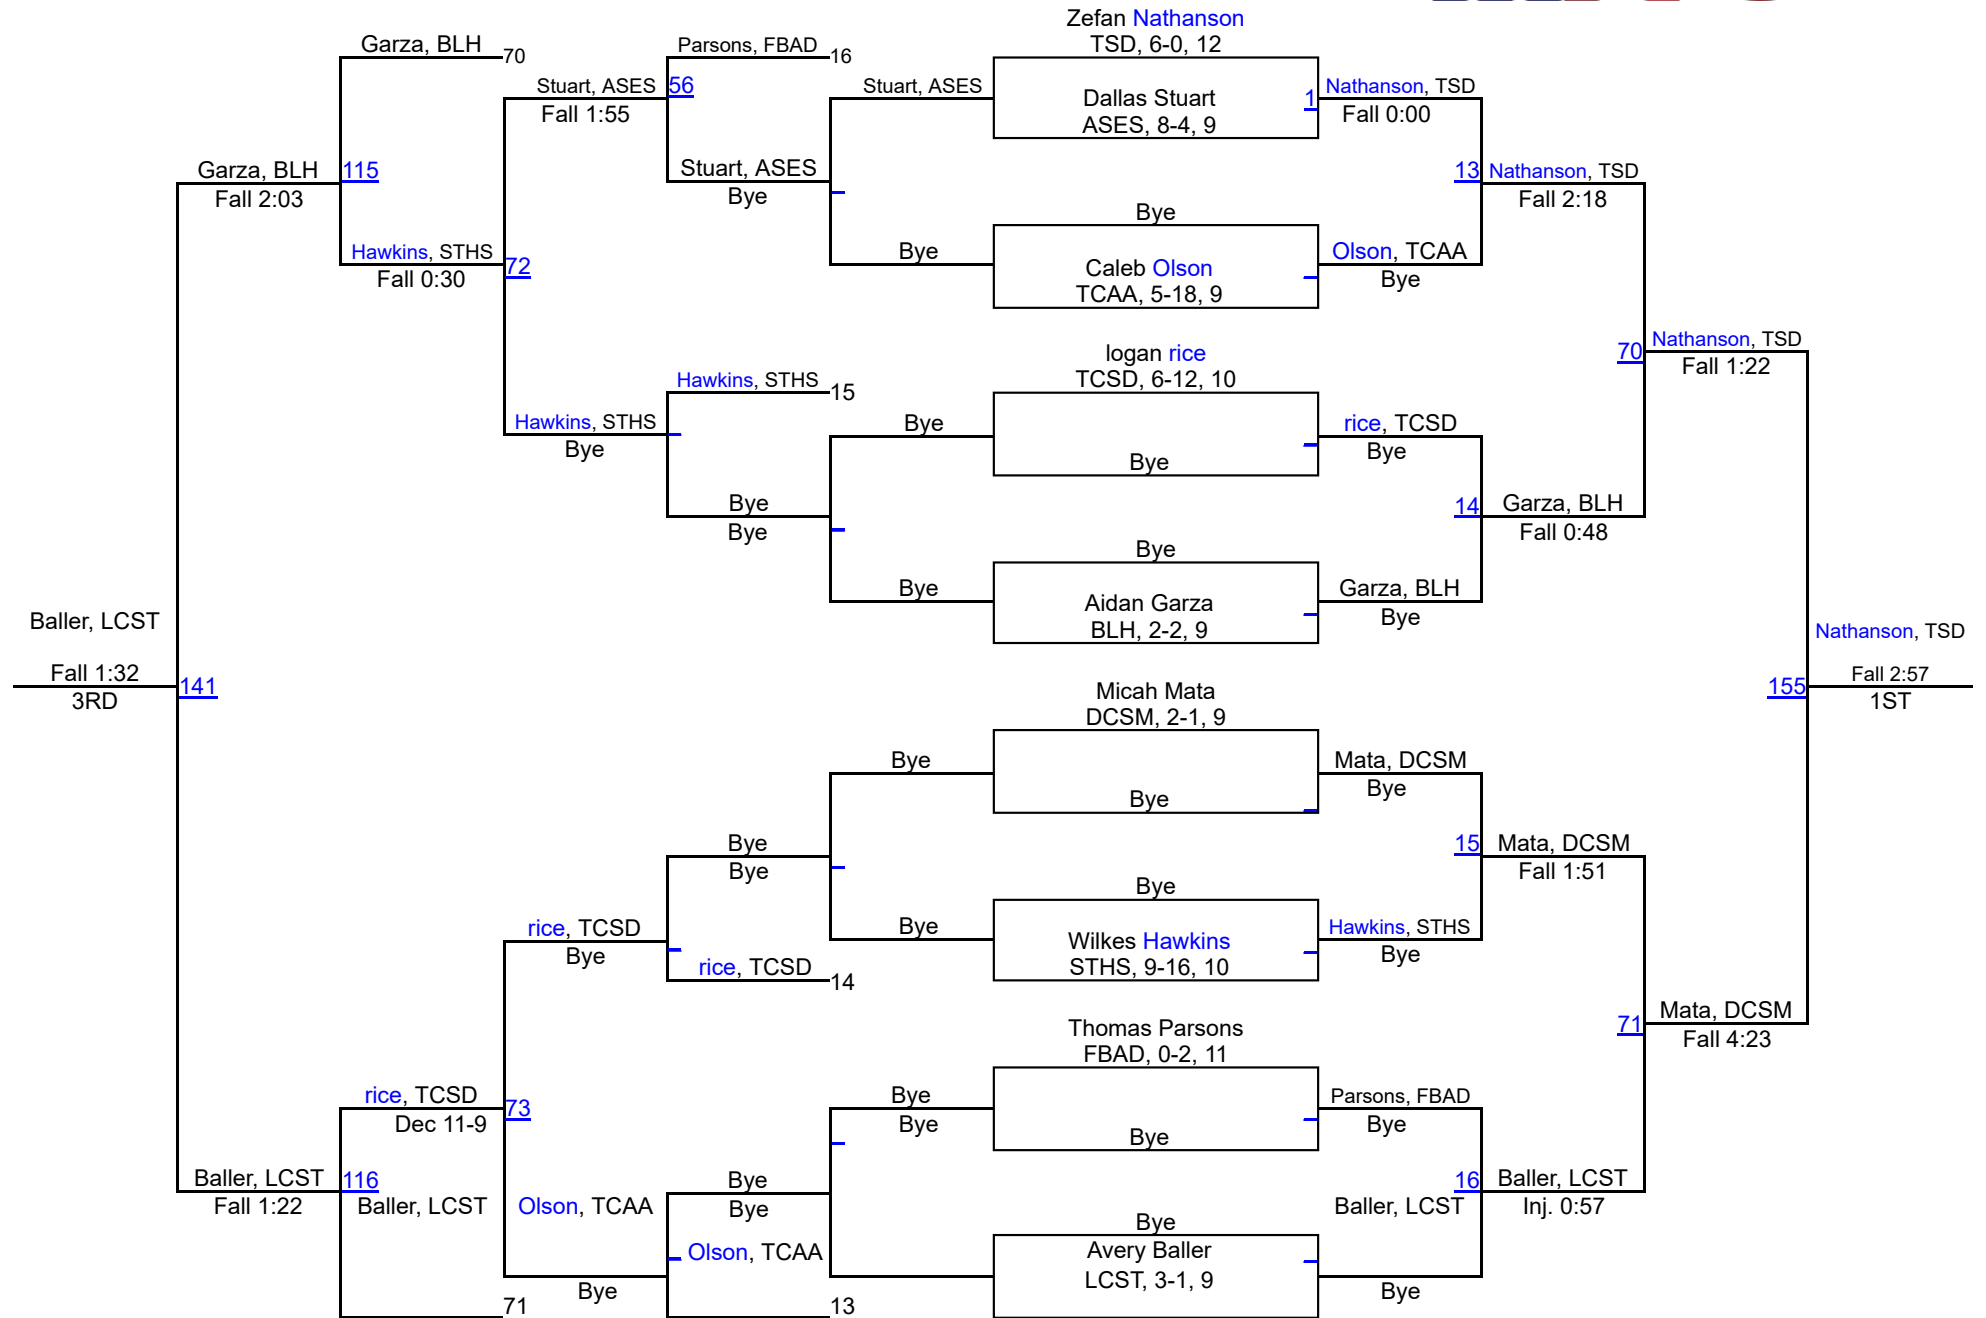 Zefan Nathanson
TSD, 6-0, 12
Garza, BLH
70
Parsons, FBAD
16
Stuart, ASES
Fall 1:55
56
Stuart, ASES
Dallas Stuart
ASES, 8-4, 9
1
Nathanson, TSD
Fall 0:00
Garza, BLH
Fall 2:03
115
Stuart, ASES
Bye
13
Nathanson, TSD
Fall 2:18
Bye
Hawkins, STHS
Fall 0:30
72
Bye
Caleb Olson
TCAA, 5-18, 9
Olson, TCAA
Bye
70
Nathanson, TSD
Fall 1:22
logan rice
TCSD, 6-12, 10
Hawkins, STHS
15
Hawkins, STHS
Bye
Bye
Bye
rice, TCSD
Bye
Bye
Bye
14
Garza, BLH
Fall 0:48
Bye
Bye
Aidan Garza
BLH, 2-2, 9
Garza, BLH
Bye
Baller, LCST
Fall 1:32
3RD
141
Nathanson, TSD
155
Fall 2:57
1ST
Micah Mata
DCSM, 2-1, 9
Bye
Bye
Mata, DCSM
Bye
Bye
Bye
15
Mata, DCSM
Fall 1:51
Bye
rice, TCSD
Bye
Bye
Wilkes Hawkins
STHS, 9-16, 10
Hawkins, STHS
Bye
rice, TCSD
14
71
Mata, DCSM
Fall 4:23
Thomas Parsons
FBAD, 0-2, 11
rice, TCSD
Dec 11-9
73
Bye
Bye
Bye
Parsons, FBAD
Bye
Baller, LCST
Fall 1:22
116
Baller, LCST
Olson, TCAA
Bye
Bye
16
Baller, LCST
Inj. 0:57
Baller, LCST
Bye
Olson, TCAA
Avery Baller
LCST, 3-1, 9
Bye
Bye
71
13